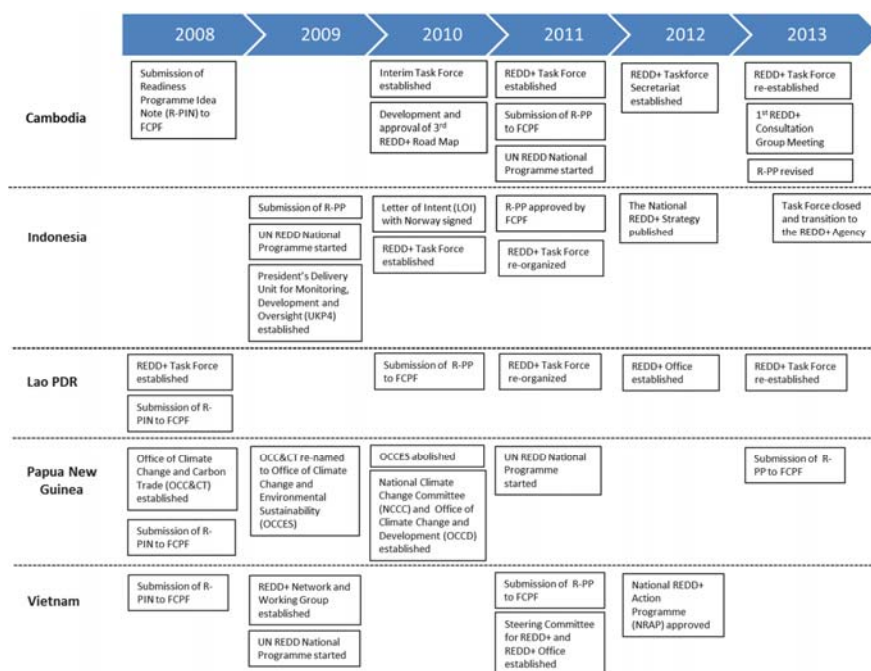 2008
2009
2010
2011
2012
2013
Cambodia
Submission of
Readiness
Programme Idea
Note (R-PIN) to
FCPF
Interim Task Force
established
Development and
approval of 3rd
REDD+ Road Map
REDD+ Task Force
established
Submission of R-PP
to FCPF
UN REDD National
Programme started
REDD+ Taskforce
Secretariat
established
REDD+ Task Force
re-established
1st REDD+
Consultation
Group Meeting
R-PP revised
Indonesia
Submission of R-PP
UN REDD National
Programme started
President's Delivery
Unit for Monitoring,
Development and
Oversight (UKP4)
established
Letter of Intent (LOI)
with Norway signed
REDD+ Task Force
established
R-PP approved by
FCPF
REDD+ Task Force
re-organized
The National
REDD+ Strategy
published
Task Force closed
and transition to
the REDD+ Agency
Lao PDR
REDD+ Task Force
established
Submission of R-
PIN to FCPF
Submission of R-PP
to FCPF
REDD+ Task Force
re-organized
REDD+ Office
established
REDD+ Task Force
re-established
Papua New
Guinea
Office of Climate
Change and Carbon
Trade (OCC&CT)
established
Submission of R-
PIN to FCPF
OCC&CT re-named
to Office of Climate
Change and
Environmental
Sustainability
(OCCES)
OCCES abolished
National Climate
Change Committee
(NCCC) and Office of
Climate Change and
Development (OCCD)
established
UN REDD National
Programme
started
Submission of R-
PP to FCPF
Vietnam
Submission of R-
PIN to FCPF
REDD+ Network and
Working Group
established
UN REDD National
Programme started
Submission of R-PP
to FCPF
Steering Committee
for REDD+ and
REDD+ Office
established
National REDD+
Action
Programme
(NRAP) approved